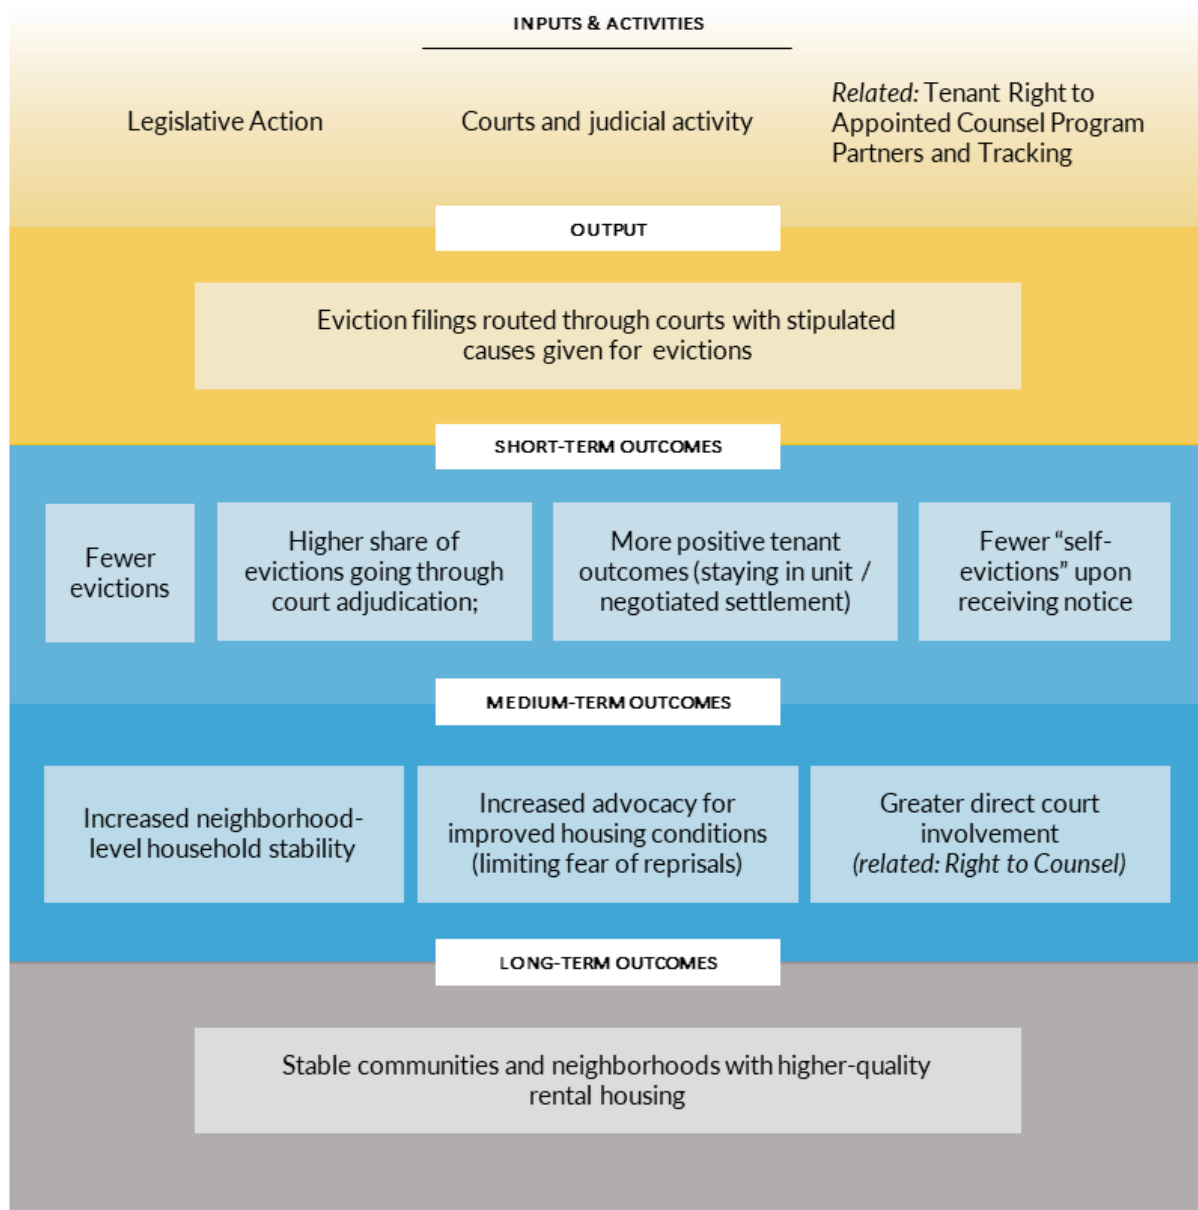 INPUTS & ACTIVITIES
Legislative Action
Courts and judicial activity
Related: Tenant Right to
Appointed Counsel Program
Partners and Tracking
OUTPUT
Eviction filings routed through courts with stipulated
causes given for evictions
SHORT-TERM OUTCOMES
Fewer
evictions
Higher share of
evictions going through
court adjudication;
More positive tenant
outcomes (staying in unit /
negotiated settlement)
Fewer “self-
evictions” upon
receiving notice
MEDIUM-TERM OUTCOMES
Increased neighborhood-
level household stability
Increased advocacy for
improved housing conditions
(limiting fear of reprisals)
Greater direct court
involvement
(related: Right to Counsel)
LONG-TERM OUTCOMES
Stable communities and neighborhoods with higher-quality
rental housing